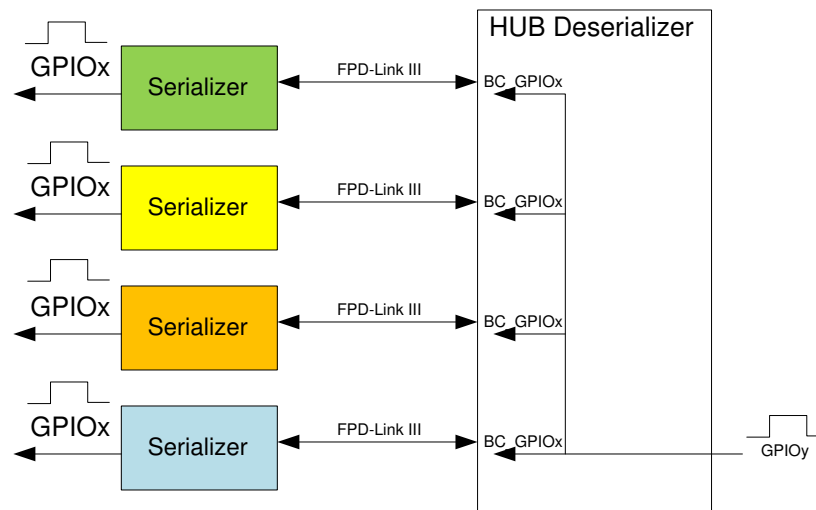 HUB Deserializer
GPIOx
Serializer
FPD-Link III
BC_GPIOx
GPIOx
Serializer
FPD-Link III
BC_GPIOx
GPIOx
Serializer
FPD-Link III
BC_GPIOx
GPIOx
Serializer
FPD-Link III
BC_GPIOx
GPIOy